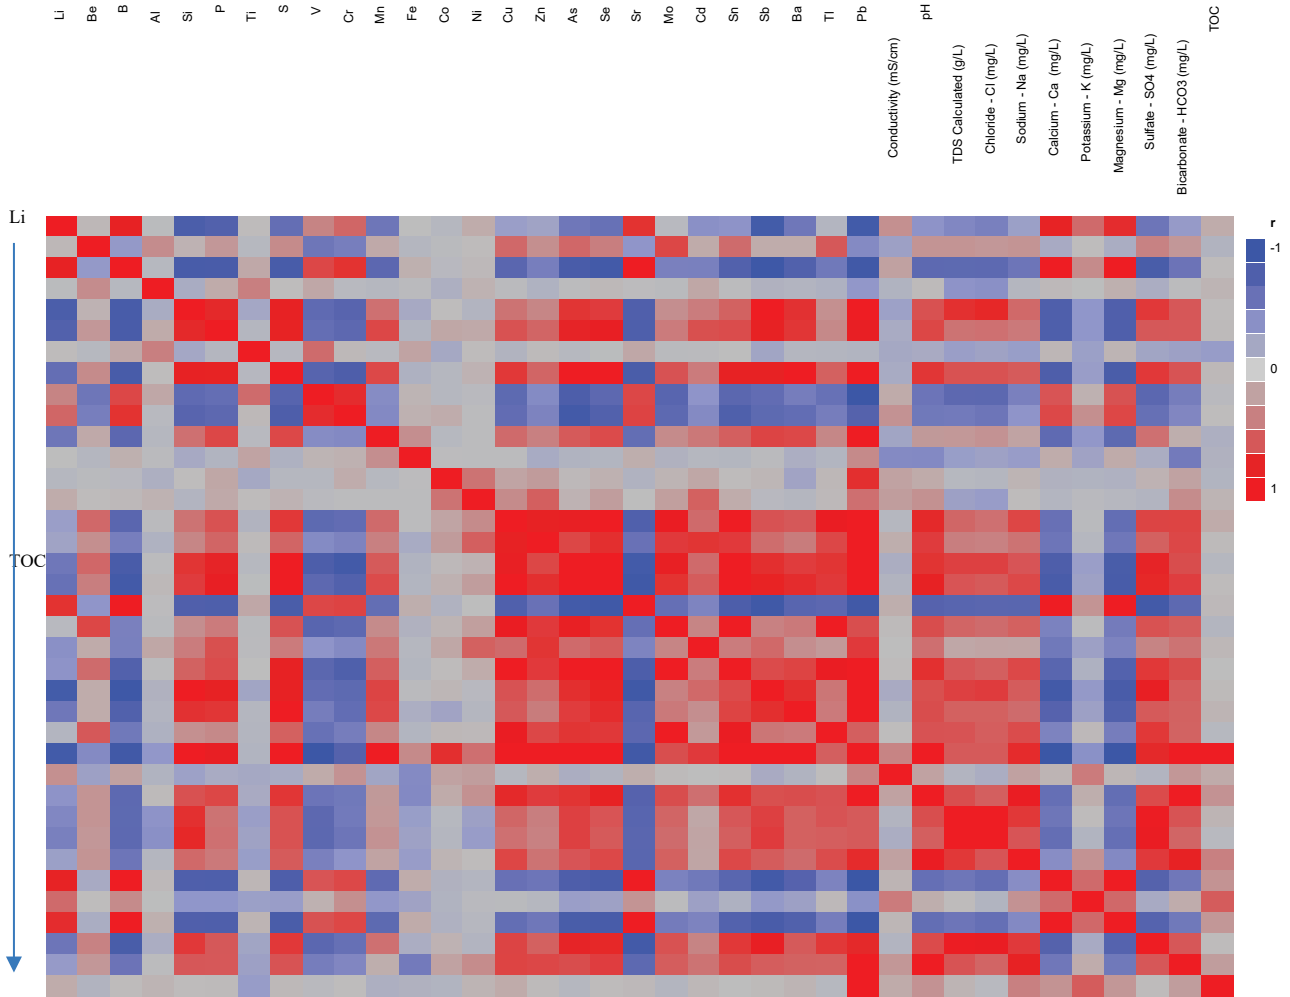 Li
Be
B
Al
Si
P
Ti
S
V
Cr
Mn
Fe
Co
Ni
Cu
Zn
As
Se
Sr
Mo
Cd
Sn
Sb
Ba
Tl
Pb
Conductivity (mS/cm)
pH
TDS Calculated (g/L)
Chloride - Cl (mg/L)
Sodium - Na (mg/L)
Calcium - Ca (mg/L)
Potassium - K (mg/L)
Magnesium - Mg (mg/L)
Sulfate - SO4 (mg/L)
Bicarbonate - HCO3 (mg/L)
TOC
Li
TOC
r
-1
0
1